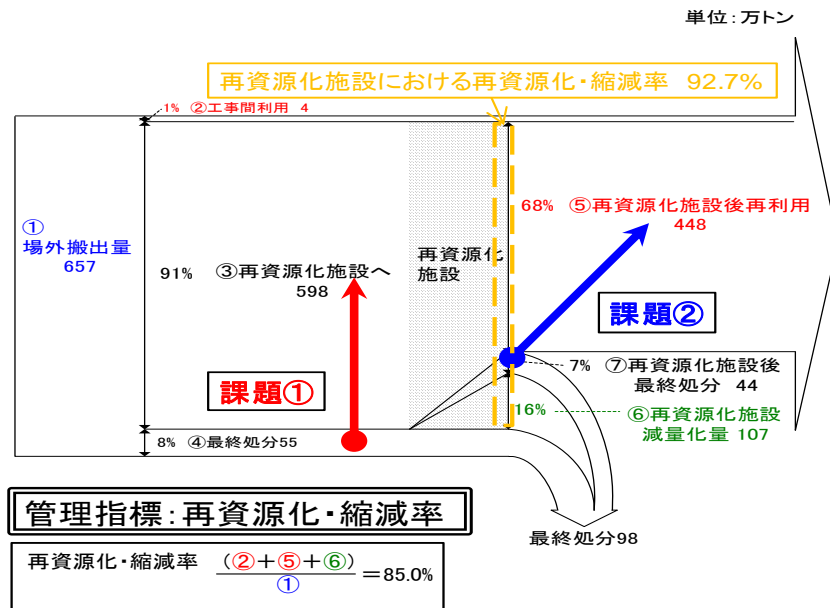 単位：万トン
再資源化施設における再資源化・縮減率 92.7%
1% ②工事間利用 4
①
場外搬出量
657
91% ③再資源化施設へ
598
再資源化
施設
68% ⑤再資源化施設後再利用
448
課題①
課題②
7% ⑦再資源化施設後
最終処分 44
16% ⑥再資源化施設
減量化量 107
8% ④最終処分55
最終処分98
管理指標：再資源化・縮減率
再資源化・縮減率 (②＋⑤＋⑥)
①
＝85.0%